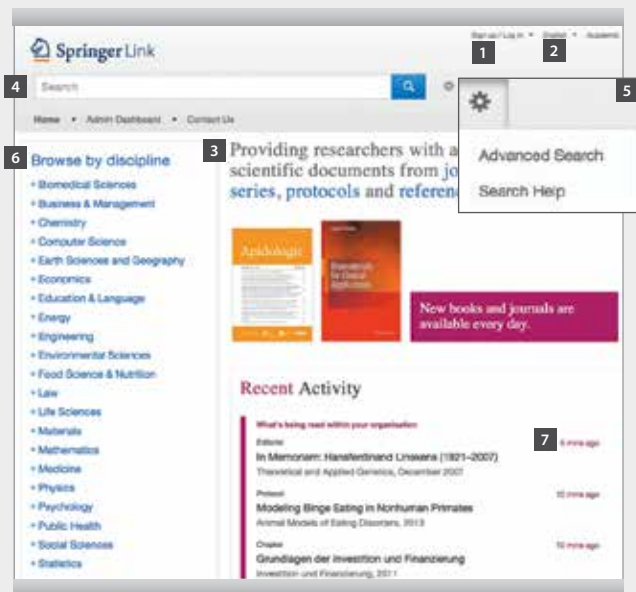 Sign up / Log in
English
Academic
1
2
Springer Link
4
Search
5
Home • Admin Dashboard • Contact Us
Advanced Search
Search Help
6
Browse by discipline
• Biomedical Sciences
• Business & Management
• Chemistry
• Computer Science
• Earth Sciences and Geography
• Economics
• Education & Language
• Energy
• Engineering
• Environmental Sciences
• Food Science & Nutrition
• Law
• Life Sciences
• Materials
• Mathematics
• Medicine
• Physics
• Psychology
• Public Health
• Social Sciences
• Statistics
3
Providing researchers with a
scientific documents from jo
series, protocols and referen
Apidologie
New books and journals are
available every day.
Recent Activity
What's being read within your organisation
7
Editorial
6 mins ago
In Memoriam: Hansferdinand Linskens (1921–2007)
Theoretical and Applied Genetics, December 2007
Protocol
10 mins ago
Modeling Binge Eating in Nonhuman Primates
Animal Models of Eating Disorders, 2013
Chapter
10 mins ago
Grundlagen der Investition und Finanzierung
Investition und Finanzierung, 2011